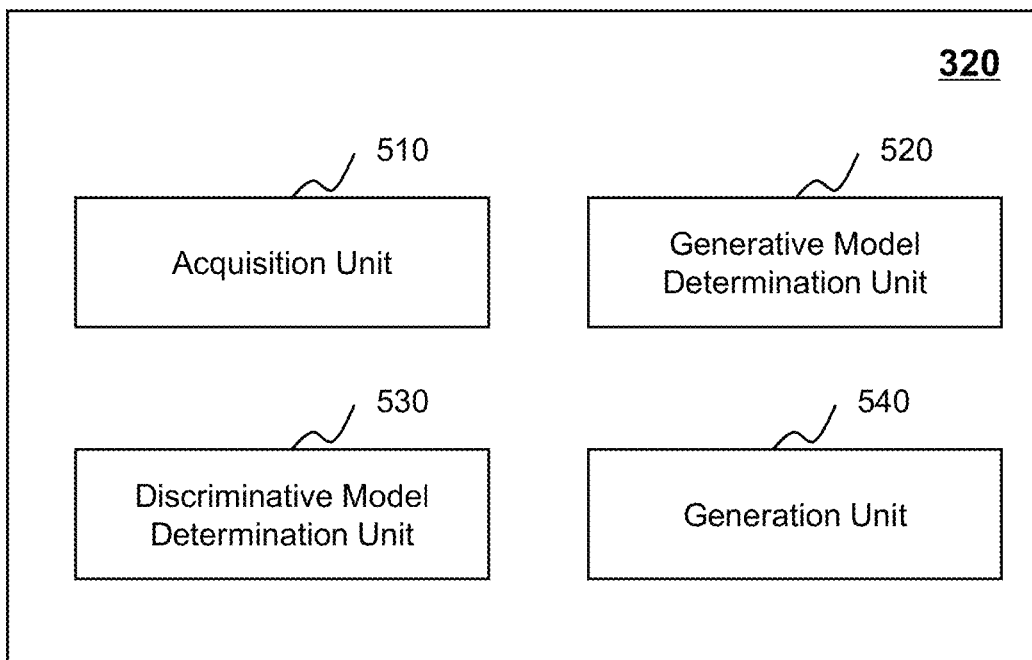 320
510
Acquisition Unit
520
Generative Model
Determination Unit
530
Discriminative Model
Determination Unit
540
Generation Unit